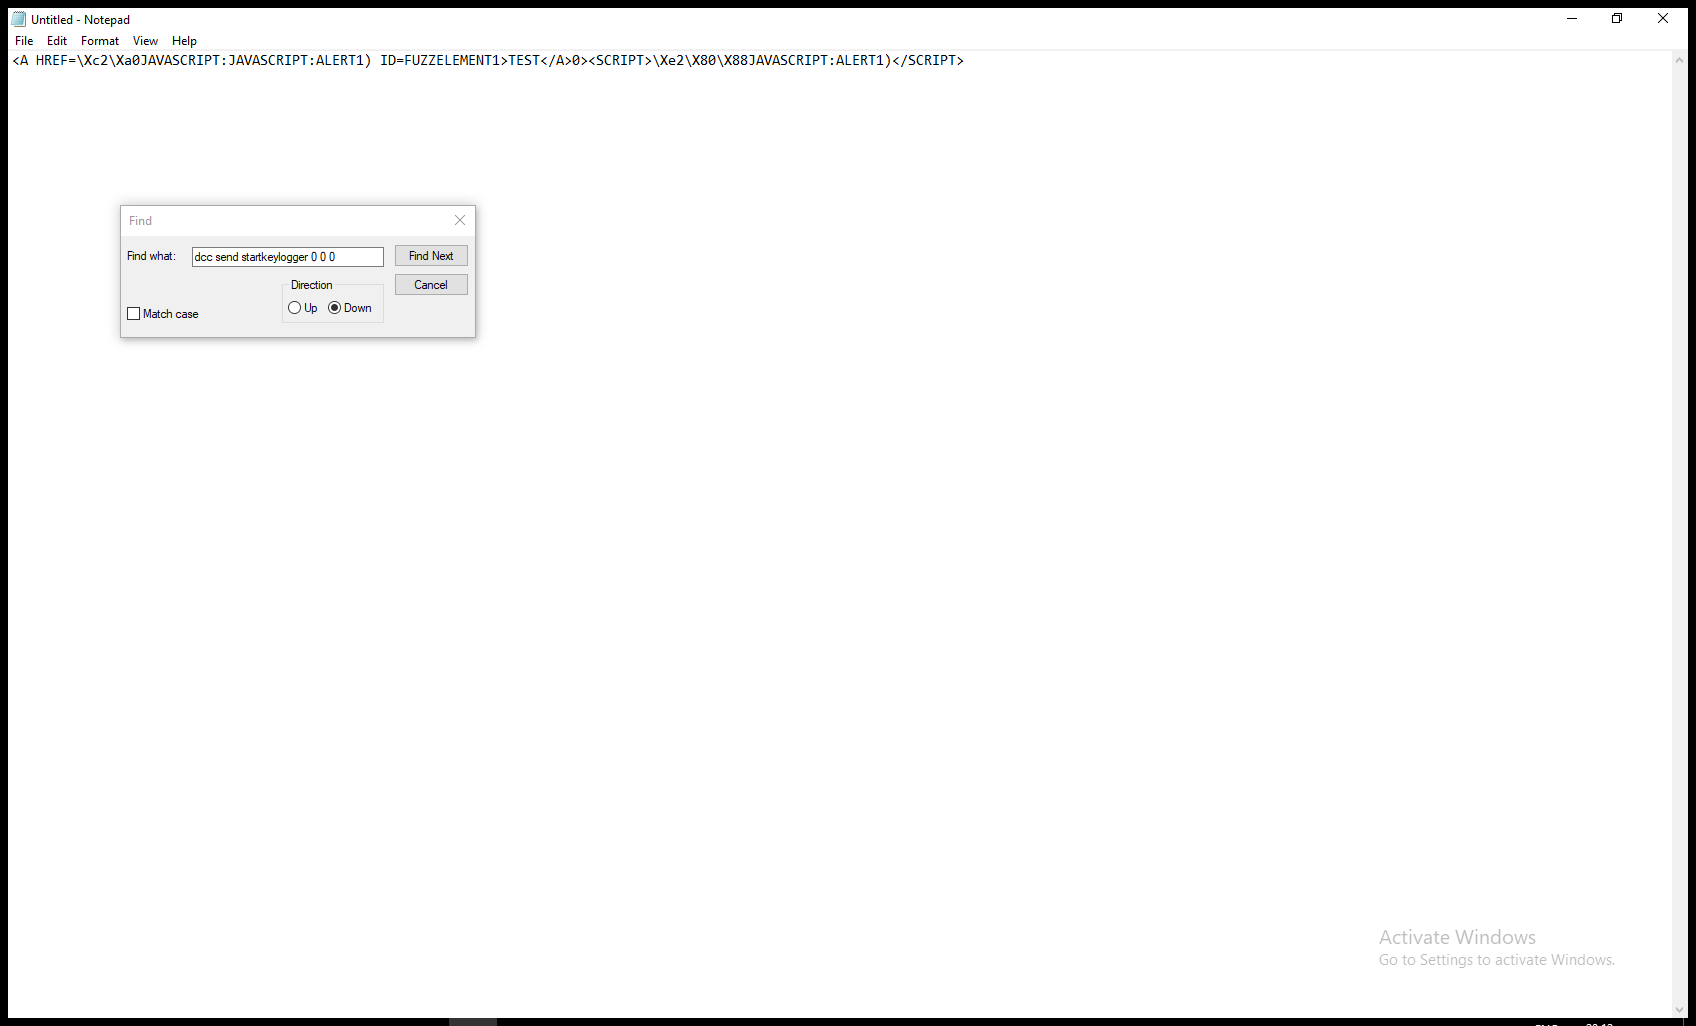 Untitled - Notepad
File Edit Format View Help
<A HREF=\Xc2\Xa0JAVASCRIPT:JAVASCRIPT:ALERT1) ID=FUZZELEMENT1>TEST</A>0><SCRIPT>\Xe2\X80\X88JAVASCRIPT:ALERT1)</SCRIPT>
Find
Find what: dcc send startkeylogger 0 0 0 Find Next
Direction Cancel
Up Down
Match case
Activate Windows
Go to Settings to activate Windows.